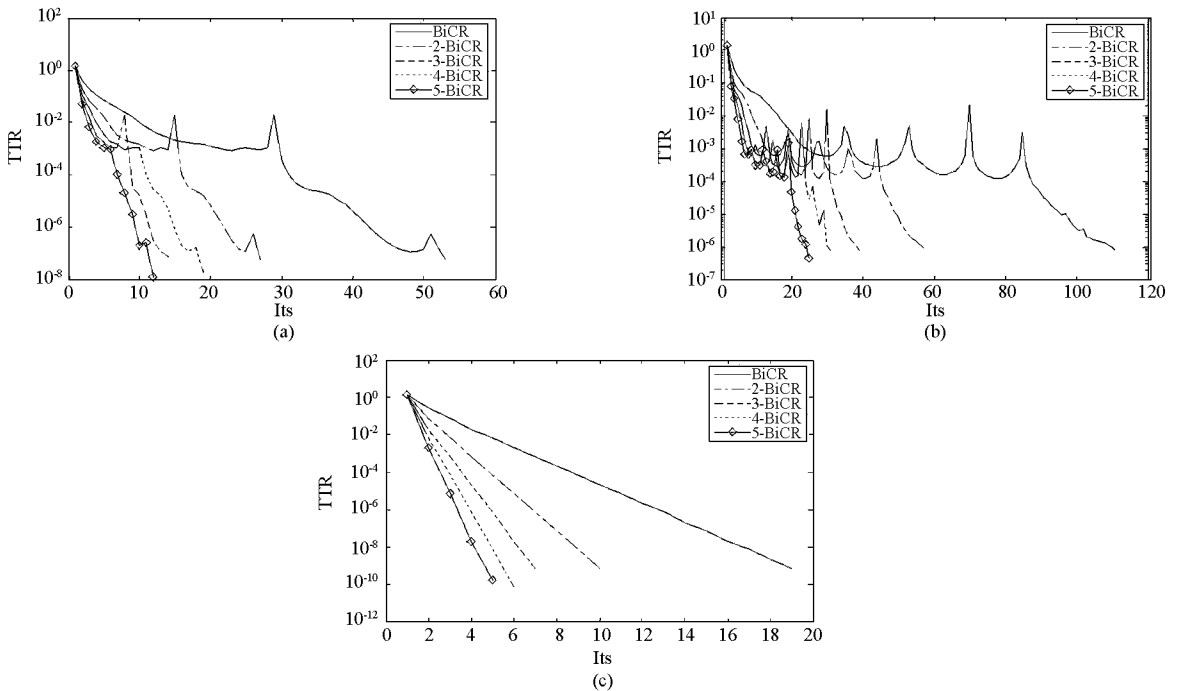 10^2
10^0
10^-2
10^-4
10^-6
10^-8
TTR
0 10 20 30 40 50 60
Its
(a)
BiCR
2-BiCR
3-BiCR
4-BiCR
5-BiCR
10^1
10^0
10^-1
10^-2
10^-3
10^-4
10^-5
10^-6
10^-7
TTR
0 20 40 60 80 100 120
Its
(b)
BiCR
2-BiCR
3-BiCR
4-BiCR
5-BiCR
10^2
10^0
10^-2
10^-4
10^-6
10^-8
10^-10
10^-12
TTR
0 2 4 6 8 10 12 14 16 18 20
Its
(c)
BiCR
2-BiCR
3-BiCR
4-BiCR
5-BiCR